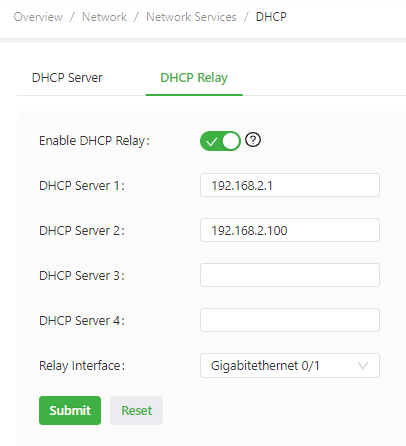 Overview / Network / Network Services / DHCP
DHCP Server DHCP Relay
Enable DHCP Relay: ?
DHCP Server 1: 192.168.2.1
DHCP Server 2: 192.168.2.100
DHCP Server 3:
DHCP Server 4:
Relay Interface: Gigabitethernet 0/1
Submit Reset